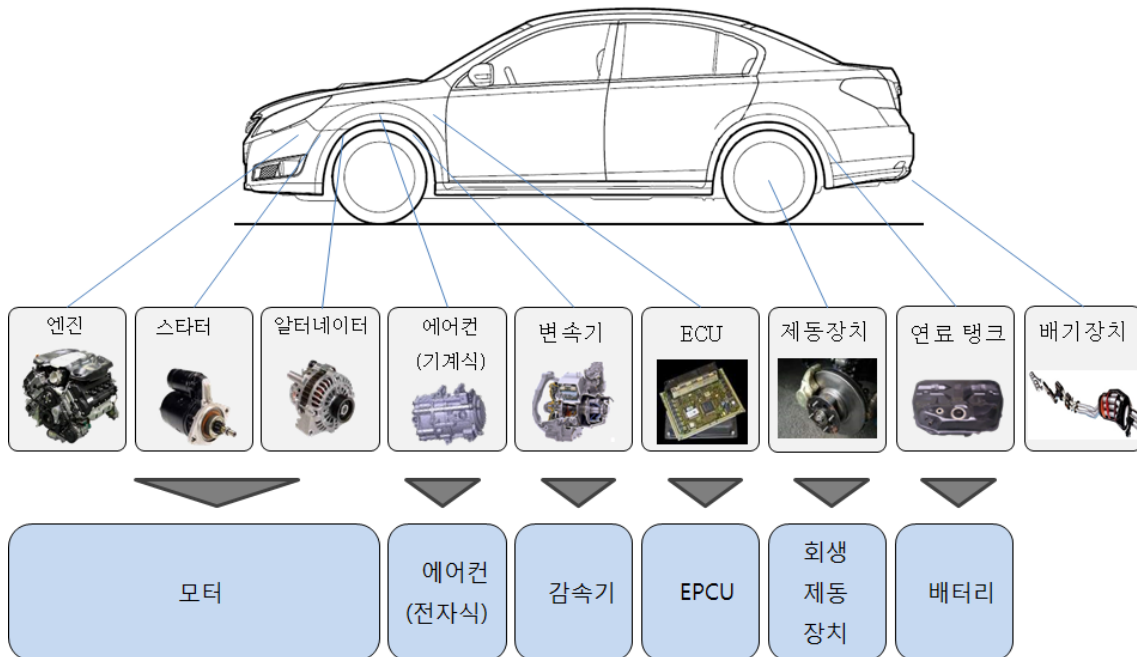 엔진
스타터
알터네이터
에어컨
(기계식)
변속기
ECU
제동장치
연료 탱크
배기장치
모터
에어컨
(전자식)
감속기
EPCU
회생
제동
장치
배터리